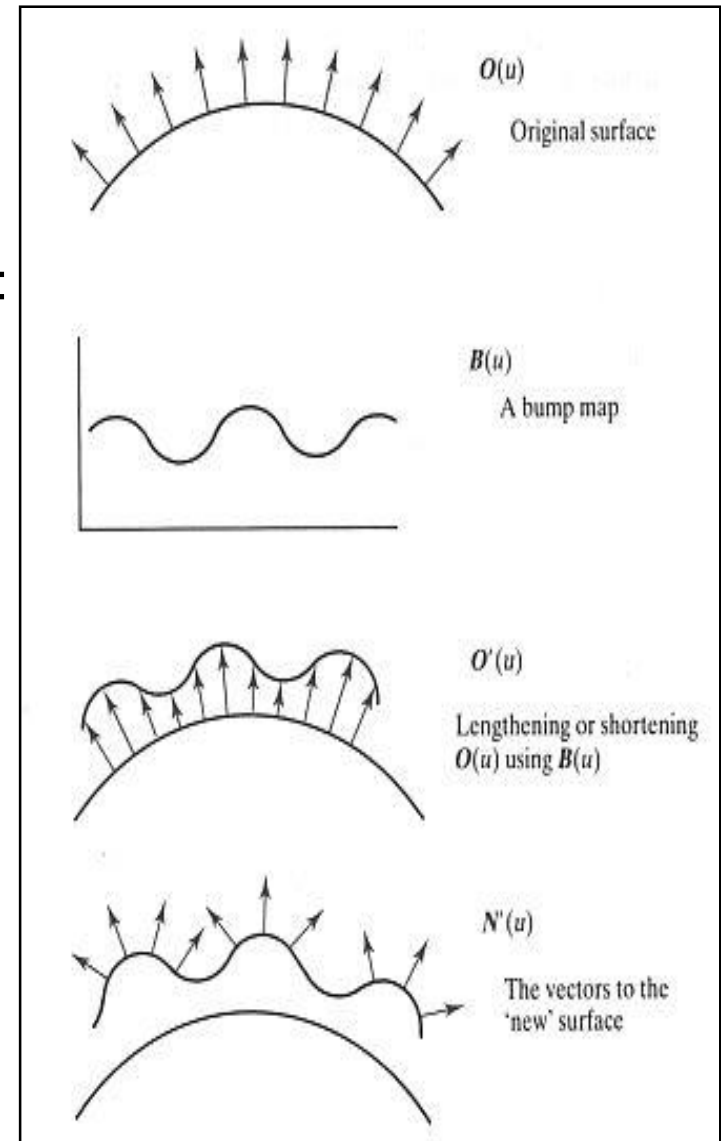 O(u)
Original surface
:
B(u)
A bump map
O'(u)
Lengthening or shortening
O(u) using B(u)
N'(u)
The vectors to the
'new' surface